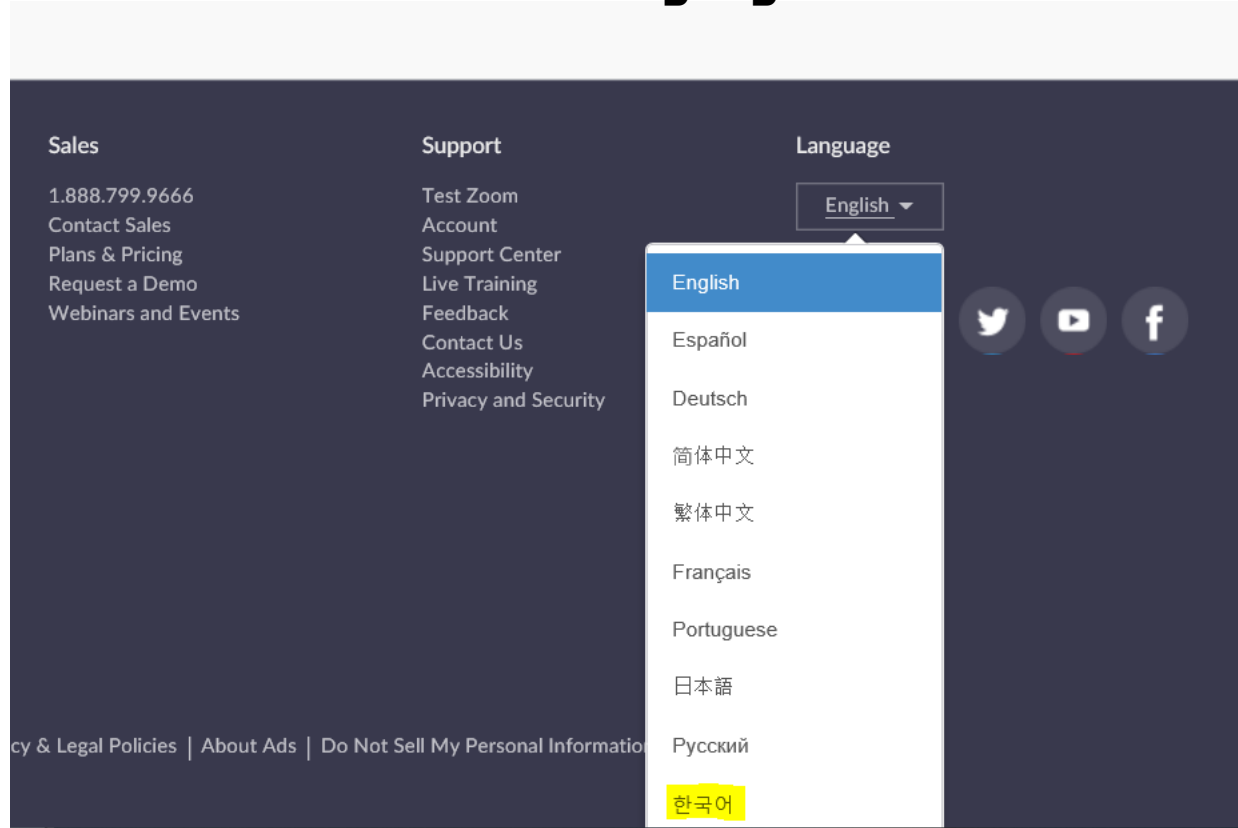 Sales
1.888.799.9666
Contact Sales
Plans & Pricing
Request a Demo
Webinars and Events
Support
Test Zoom
Account
Support Center
Live Training
Feedback
Contact Us
Accessibility
Privacy and Security
Language
English
English
Español
Deutsch
简体中文
繁体中文
Français
Portuguese
日本語
Русский
한국어
cy & Legal Policies | About Ads | Do Not Sell My Personal Informatio